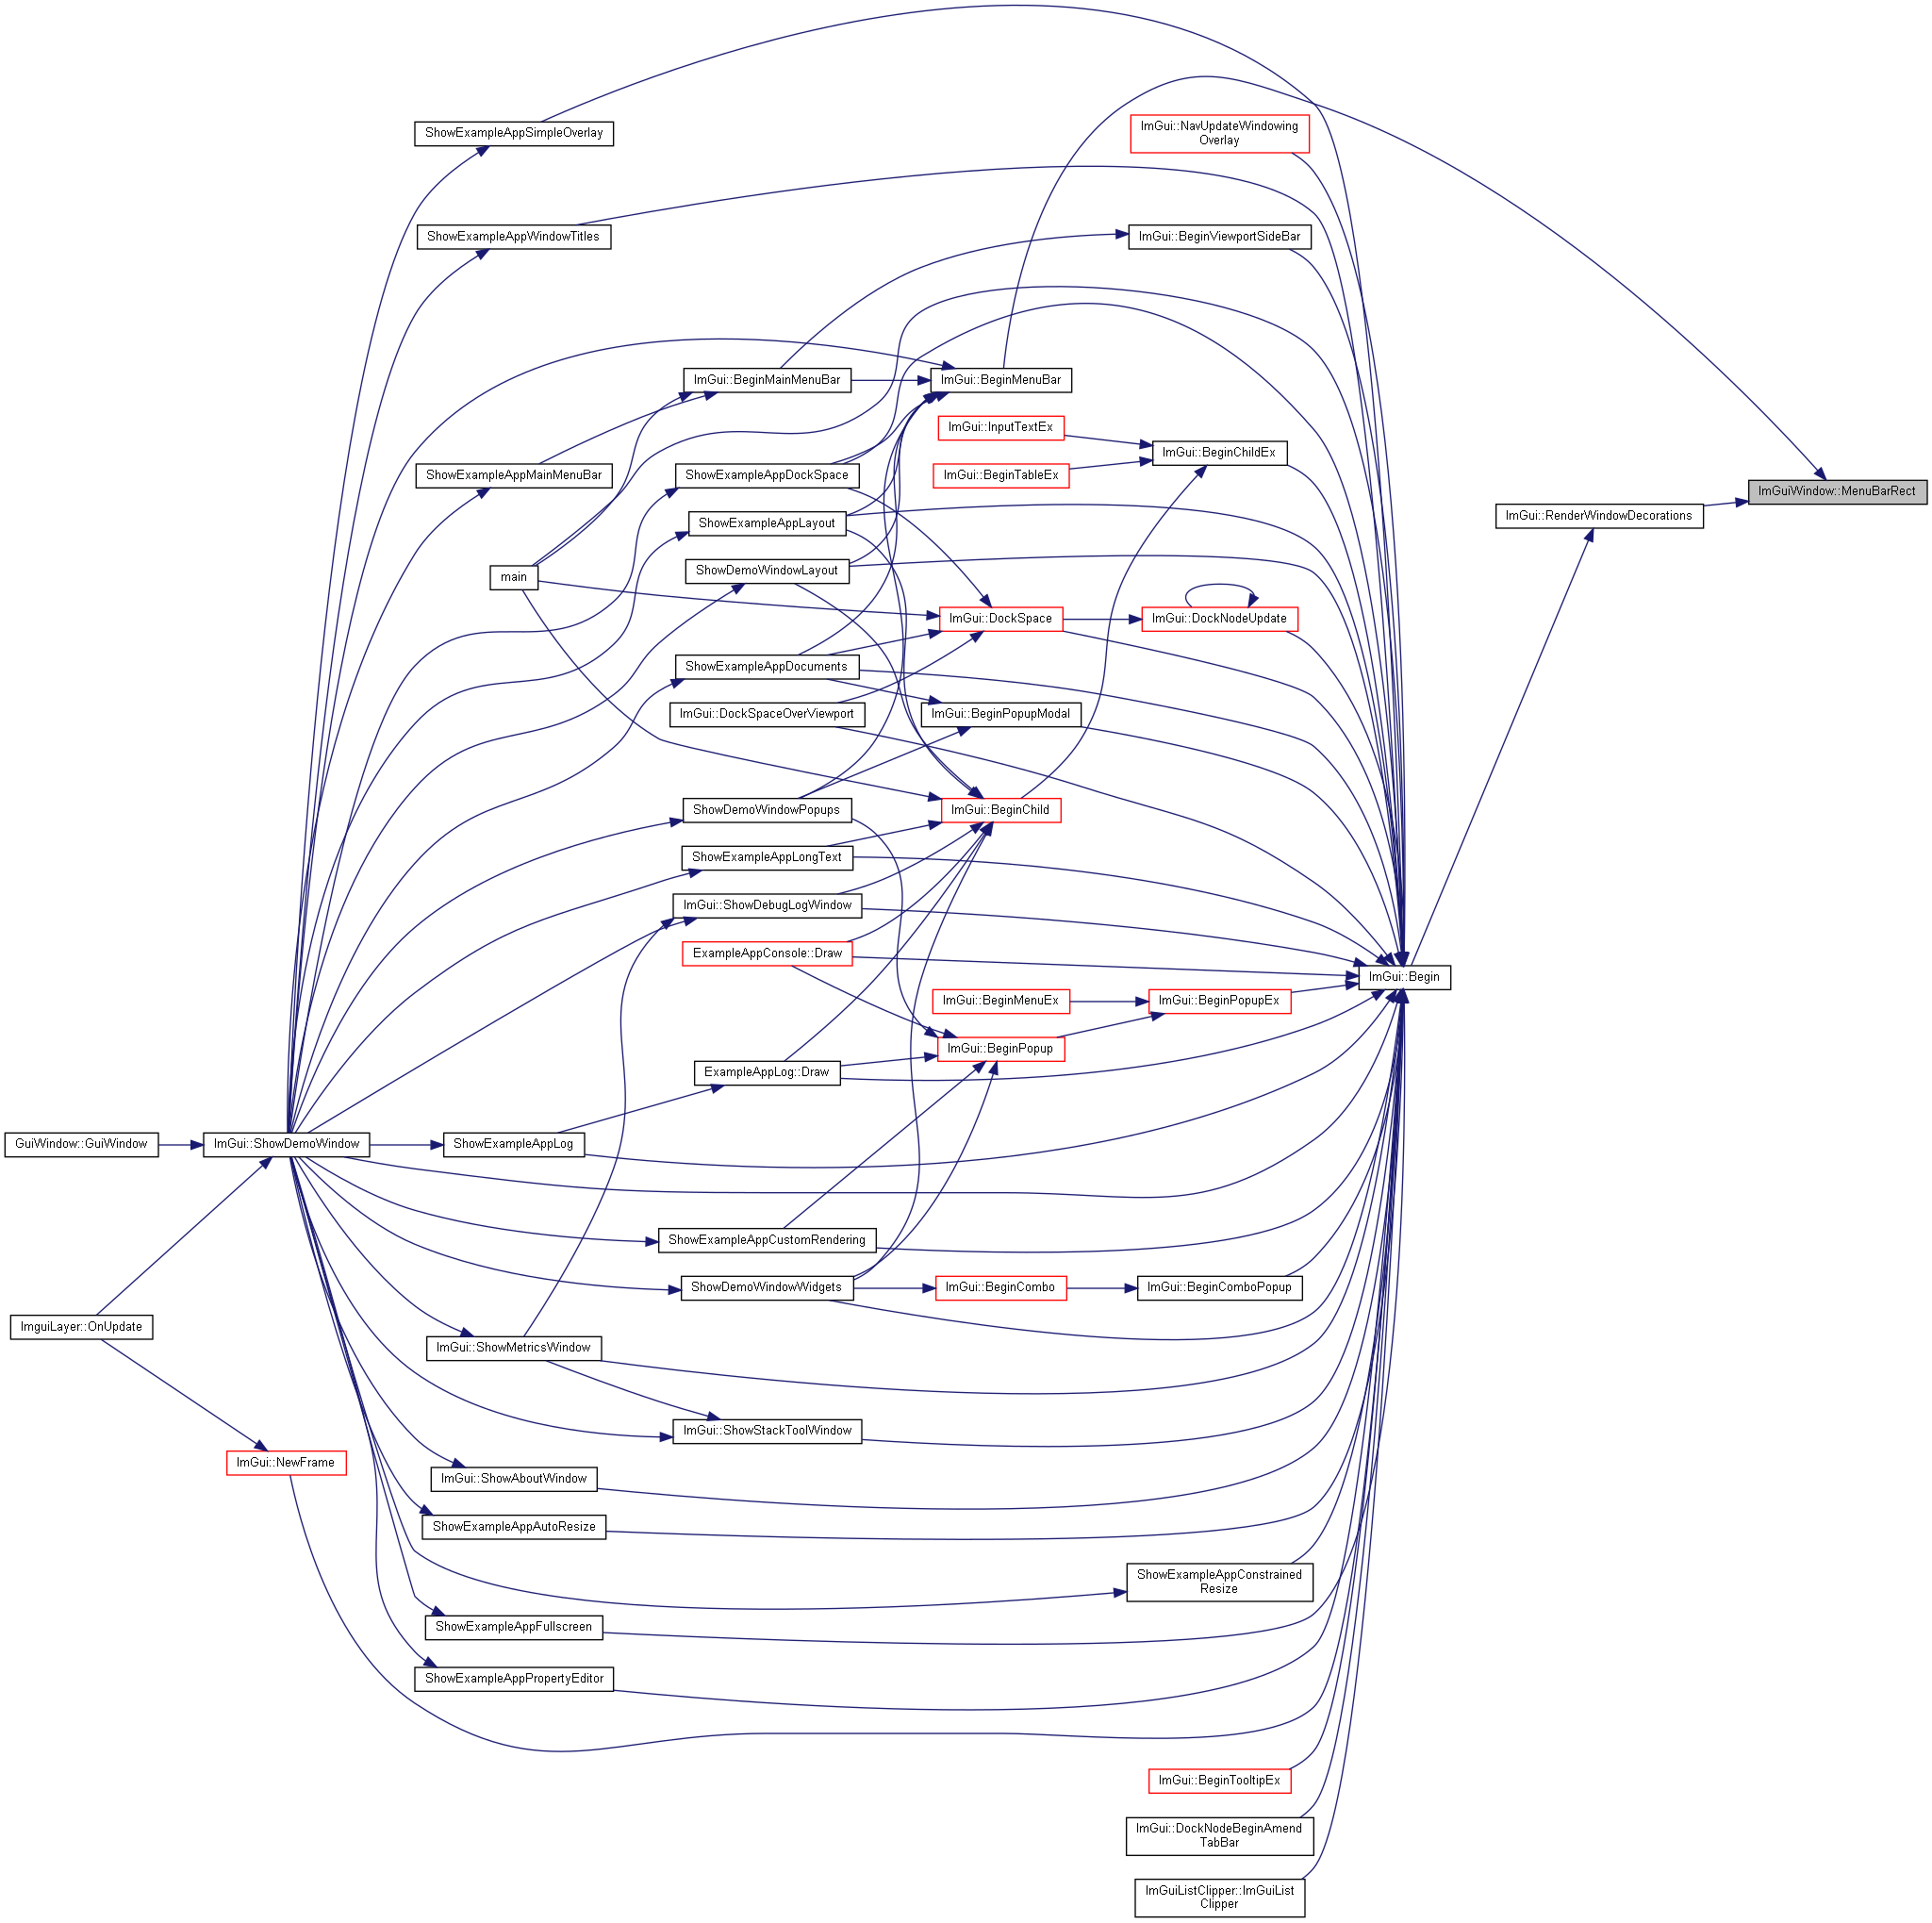 ShowExampleAppSimpleOverlay
ImGui::NavUpdateWindowing
Overlay
ShowExampleAppWindowTitles
ImGui::BeginViewportSideBar
ImGui::BeginMainMenuBar
ImGui::BeginMenuBar
ImGui::InputTextEx
ImGui::BeginChildEx
ShowExampleAppMainMenuBar
ShowExampleAppDockSpace
ImGui::BeginTableEx
ImGuiWindow::MenuBarRect
ShowExampleAppLayout
ImGui::RenderWindowDecorations
main
ShowDemoWindowLayout
ImGui::DockSpace
ImGui::DockNodeUpdate
ShowExampleAppDocuments
ImGui::DockSpaceOverViewport
ImGui::BeginPopupModal
ShowDemoWindowPopups
ImGui::BeginChild
ShowExampleAppLongText
ImGui::ShowDebugLogWindow
ExampleAppConsole::Draw
ImGui::Begin
ImGui::BeginMenuEx
ImGui::BeginPopupEx
ImGui::BeginPopup
ExampleAppLog::Draw
GuiWindow::GuiWindow
ImGui::ShowDemoWindow
ShowExampleAppLog
ShowExampleAppCustomRendering
ShowDemoWindowWidgets
ImGui::BeginCombo
ImGui::BeginComboPopup
ImguiLayer::OnUpdate
ImGui::ShowMetricsWindow
ImGui::ShowStackToolWindow
ImGui::NewFrame
ImGui::ShowAboutWindow
ShowExampleAppAutoResize
ShowExampleAppConstrained
Resize
ShowExampleAppFullscreen
ShowExampleAppPropertyEditor
ImGui::BeginTooltipEx
ImGui::DockNodeBeginAmend
TabBar
ImGuiListClipper::ImGuiList
Clipper